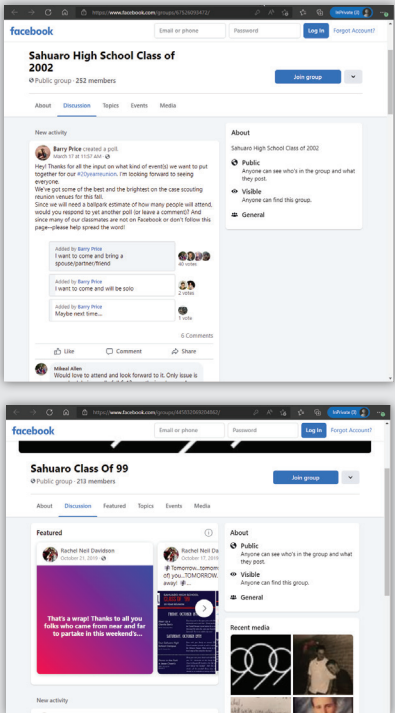 https://www.facebook.com/groups/67526093472/
InPrivate (3)
facebook
Email or phone
Password
Log In
Forgot Account?
Sahuaro High School Class of
2002
Public group · 252 members
Join group
About
Discussion
Topics
Events
Media
New activity
Barry Price created a poll.
March 17 at 11:57 AM ·
Hey! Thanks for all the input on what kind of event(s) we want to put
together for our #20yearreunion. I'm looking forward to seeing
everyone.
We've got some of the best and the brightest on the case scouting
reunion venues for this fall.
Since we will need a ballpark estimate of how many people will attend,
would you respond to yet another poll (or leave a comment)? And
since many of our classmates are not on Facebook or don't follow this
page--please help spread the word!
Added by Barry Price
I want to come and bring a
spouse/partner/friend
40 votes
Added by Barry Price
I want to come and will be solo
2 votes
Added by Barry Price
Maybe next time...
1 vote
6 Comments
Like
Comment
Share
Mikeual Allen
Would love to attend and look forward to it. Only issue is
About
Sahuaro High School Class of 2002
Public
Anyone can see who's in the group and what
they post.
Visible
Anyone can find this group.
General
InPrivate (3)
facebook
Email or phone
Password
Log In
Forgot Account?
Sahuaro Class Of 99
Public group · 213 members
Join group
About
Discussion
Featured
Topics
Events
Media
Featured
Rachel Neil Davidson
October 21, 2019 ·
That's a wrap! Thanks to all you
folks who came from near and far
to partake in this weekend's...
Rachel Neil Da
October 17, 2019
Tomorrow...tomorr
of) you...TOMORROW..
away!
CLASS OF '99
New activity
About
Public
Anyone can see who's in the group and what
they post.
Visible
Anyone can find this group.
General
Recent media